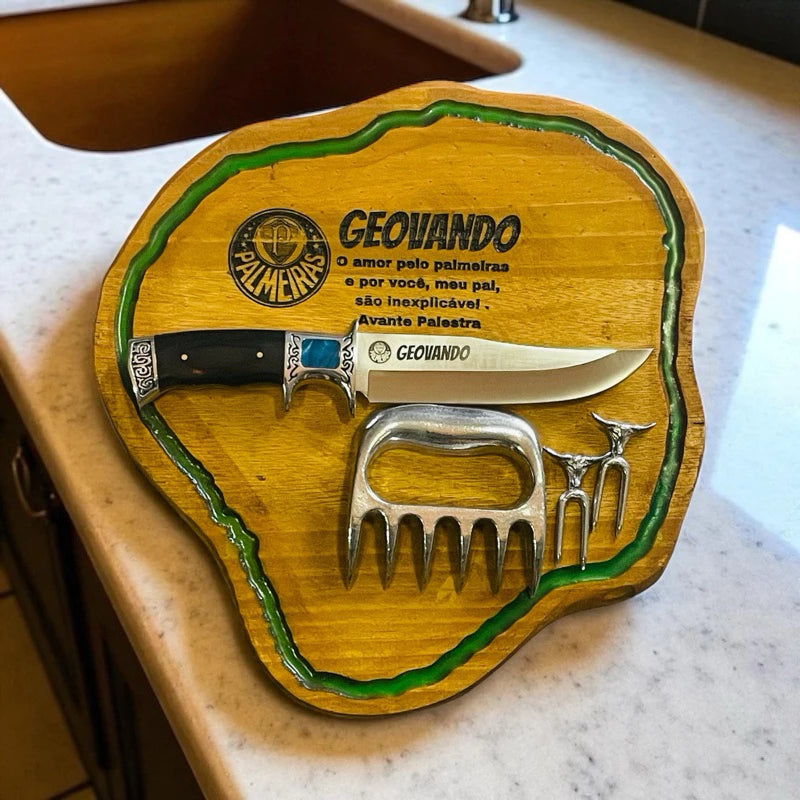 PALMEIRAS
GEOVANDO
O amor pelo palmeiras
e por você, meu pai,
são inexplicável .
Avante Palestra
GEOVANDO